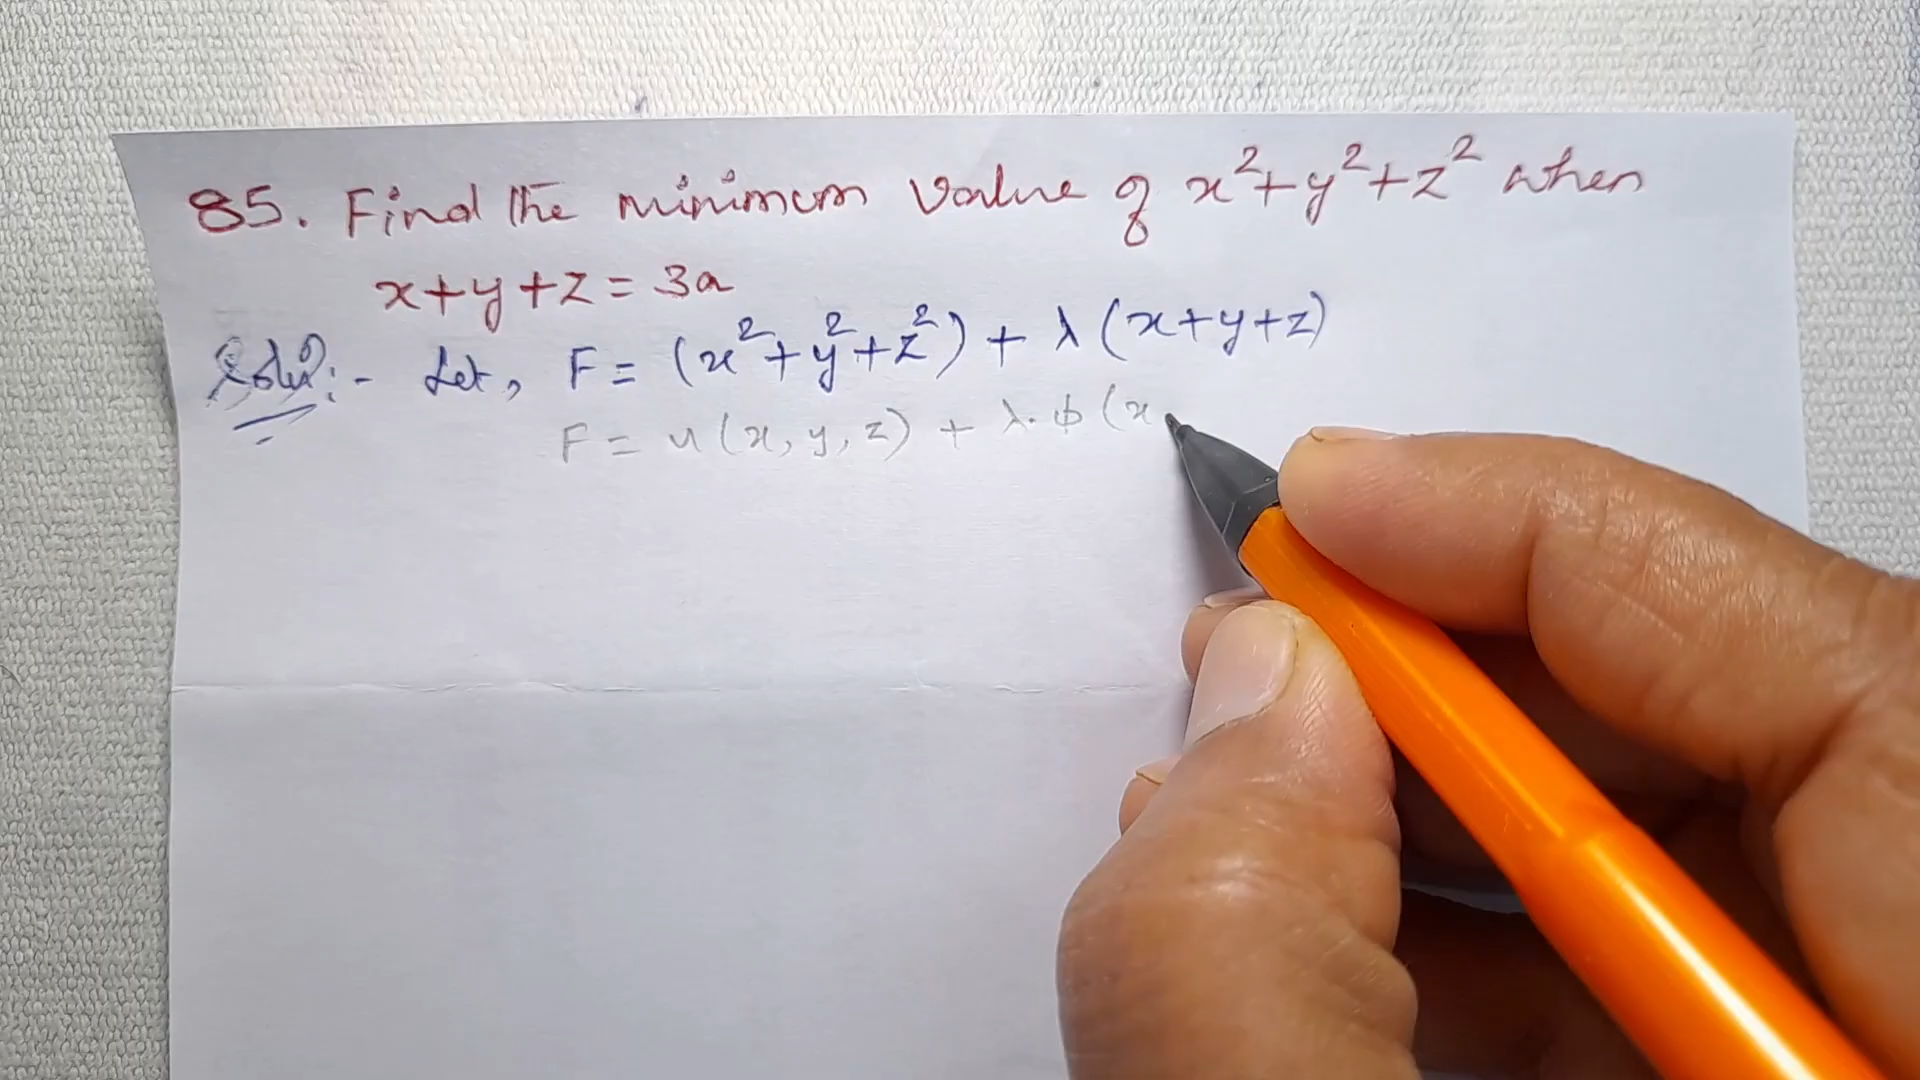 85. Find the minimum value of x²+y²+z² when
x+y+z = 3a
Soln:- Let, F = (x²+y²+z²) + λ (x+y+z)
F = u (x, y, z) + λ. ϕ (x